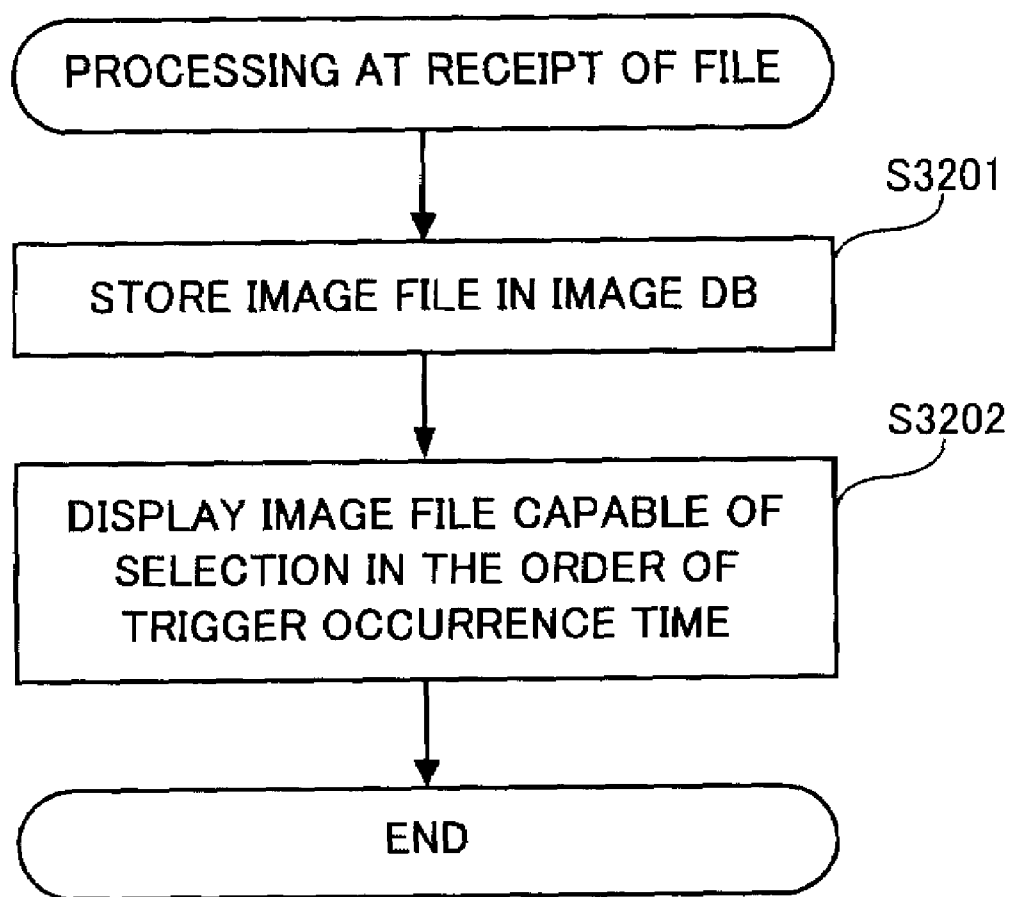 PROCESSING AT RECEIPT OF FILE
S3201
STORE IMAGE FILE IN IMAGE DB
S3202
DISPLAY IMAGE FILE CAPABLE OF
SELECTION IN THE ORDER OF
TRIGGER OCCURRENCE TIME
END